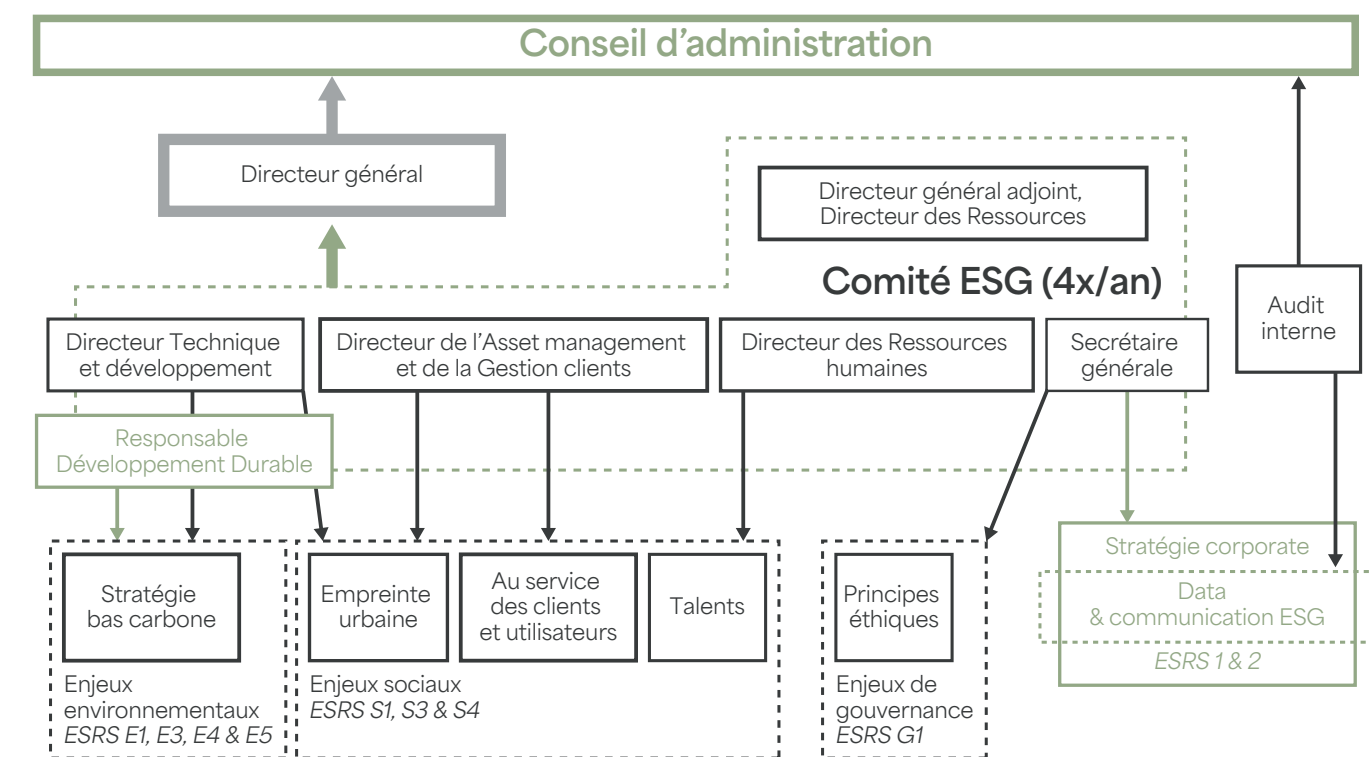 Conseil d’administration
Directeur général
Directeur général adjoint,
Directeur des Ressources
Comité ESG (4x/an)
Audit
interne
Directeur Technique
et développement
Directeur de l’Asset management
et de la Gestion clients
Directeur des Ressources
humaines
Secrétaire
générale
Responsable
Développement Durable
Stratégie
bas carbone
Enjeux
environnementaux
ESRS E1, E3, E4 & E5
Empreinte
urbaine
Au service
des clients
et utilisateurs
Talents
Enjeux sociaux
ESRS S1, S3 & S4
Principes
éthiques
Enjeux de
gouvernance
ESRS G1
Stratégie corporate
Data
& communication ESG
ESRS 1 & 2